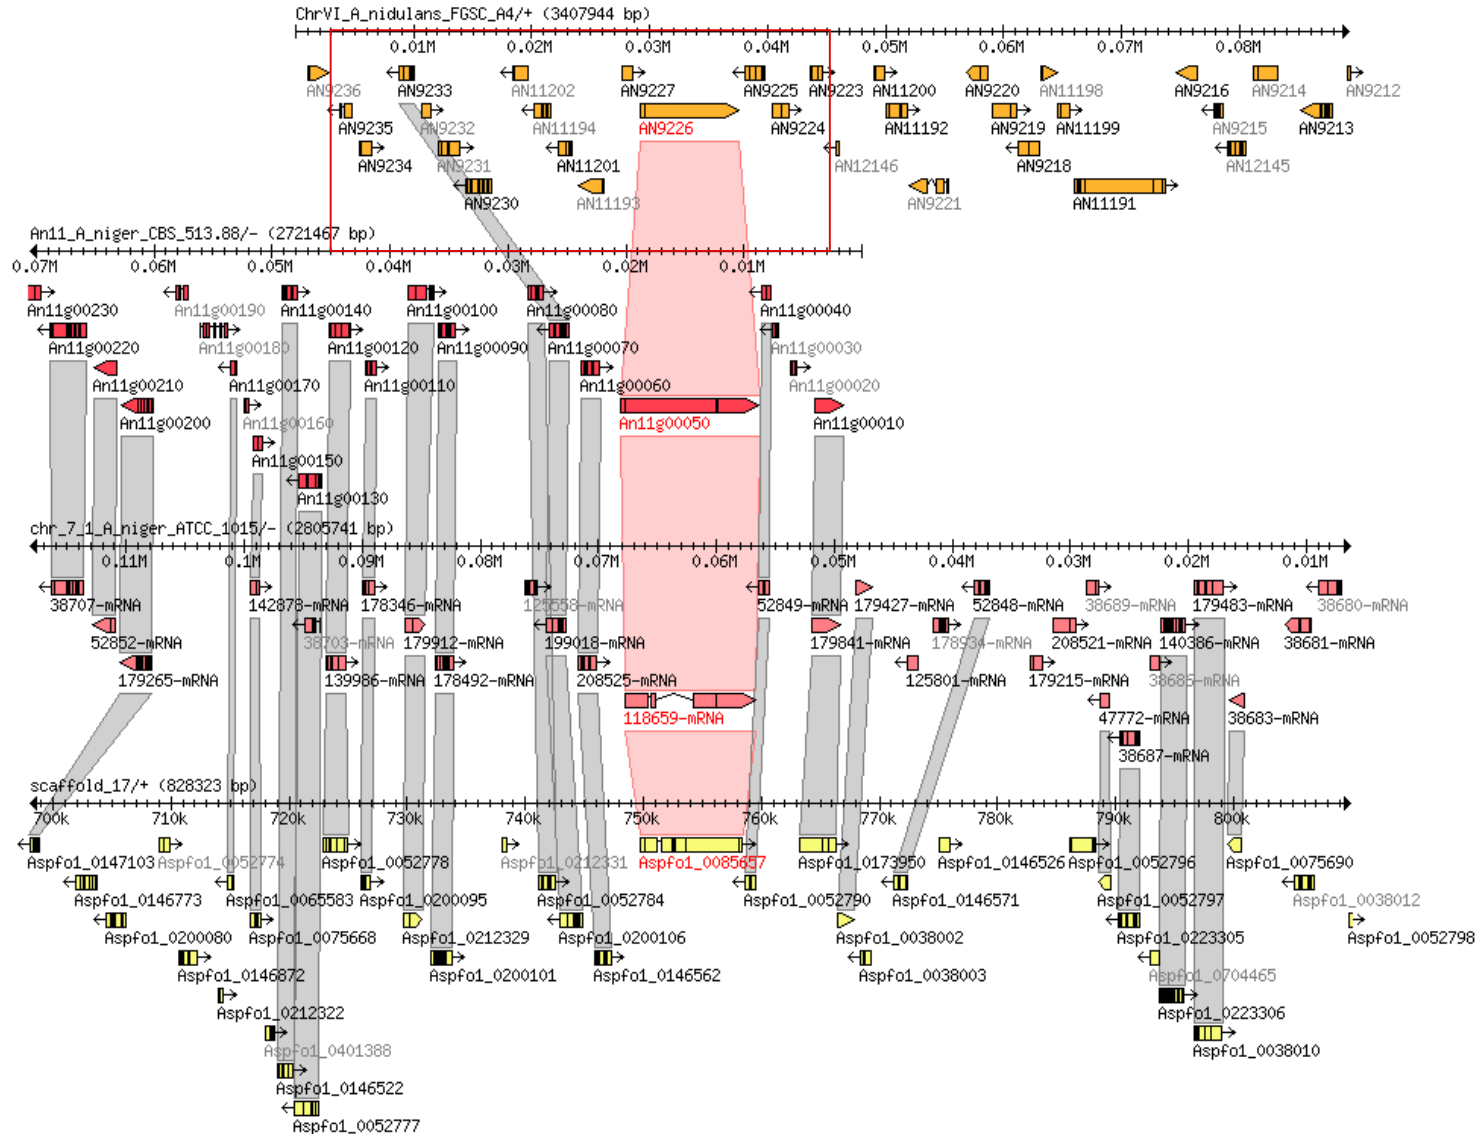 ChrVI_A_nidulans_FGSC_A4/+ (3407944 bp)
0.01M 0.02M 0.03M 0.04M 0.05M 0.06M 0.07M 0.08M
AN9236 AN9233 AN11202 AN9227 AN9225 AN9223 AN11200 AN9220 AN11198 AN9216 AN9214 AN9212
AN9235 AN9232 AN11194 AN9226 AN9224 AN11192 AN9219 AN11199 AN9215 AN9213
AN9234 AN9231 AN11201 AN12146 AN9218 AN12145
AN9230 AN11193 AN9221 AN11191
An11_A_niger_CBS_513.88/- (2721467 bp)
0.07M 0.06M 0.05M 0.04M 0.03M 0.02M 0.01M
An11g00230 An11g00190 An11g00140 An11g00100 An11g00080 An11g00040
An11g00220 An11g00180 An11g00120 An11g00090 An11g00070 An11g00030
An11g00210 An11g00170 An11g00110 An11g00060 An11g00020
An11g00200 An11g00160 An11g00050 An11g00010
An11g00150
An11g00130
chr_7_1_A_niger_ATCC_1015/- (2805741 bp)
0.11M 0.1M 0.09M 0.08M 0.07M 0.06M 0.05M 0.04M 0.03M 0.02M 0.01M
38707-mRNA 142878-mRNA 178346-mRNA 125558-mRNA 52849-mRNA 179427-mRNA 52848-mRNA 38689-mRNA 179483-mRNA 38680-mRNA
52852-mRNA 38703-mRNA 179912-mRNA 199018-mRNA 179841-mRNA 178934-mRNA 208521-mRNA 140386-mRNA 38681-mRNA
179265-mRNA 139986-mRNA 178492-mRNA 208525-mRNA 125801-mRNA 179215-mRNA 38686-mRNA
118659-mRNA 47772-mRNA 38683-mRNA
38687-mRNA
scaffold_17/+ (828323 bp)
700k 720k 730k 740k 750k 760k 770k 780k 790k 800k
Aspfo1_0147103 Aspfo1_0052774 Aspfo1_0052778 Aspfo1_0212331 Aspfo1_0085657 Aspfo1_0173950 Aspfo1_0146526 Aspfo1_0052796 Aspfo1_0075690
Aspfo1_0146773 Aspfo1_0065583 Aspfo1_0200095 Aspfo1_0052784 Aspfo1_0052790 Aspfo1_0146571 Aspfo1_0052797 Aspfo1_0038012
Aspfo1_0200080 Aspfo1_0075668 Aspfo1_0212329 Aspfo1_0200106 Aspfo1_0038002 Aspfo1_0223305 Aspfo1_0052798
Aspfo1_0146872 Aspfo1_0200101 Aspfo1_0146562 Aspfo1_0038003 Aspfo1_0704465
Aspfo1_0212322 Aspfo1_0223306
Aspfo1_0401388 Aspfo1_0038010
Aspfo1_0146522
Aspfo1_0052777